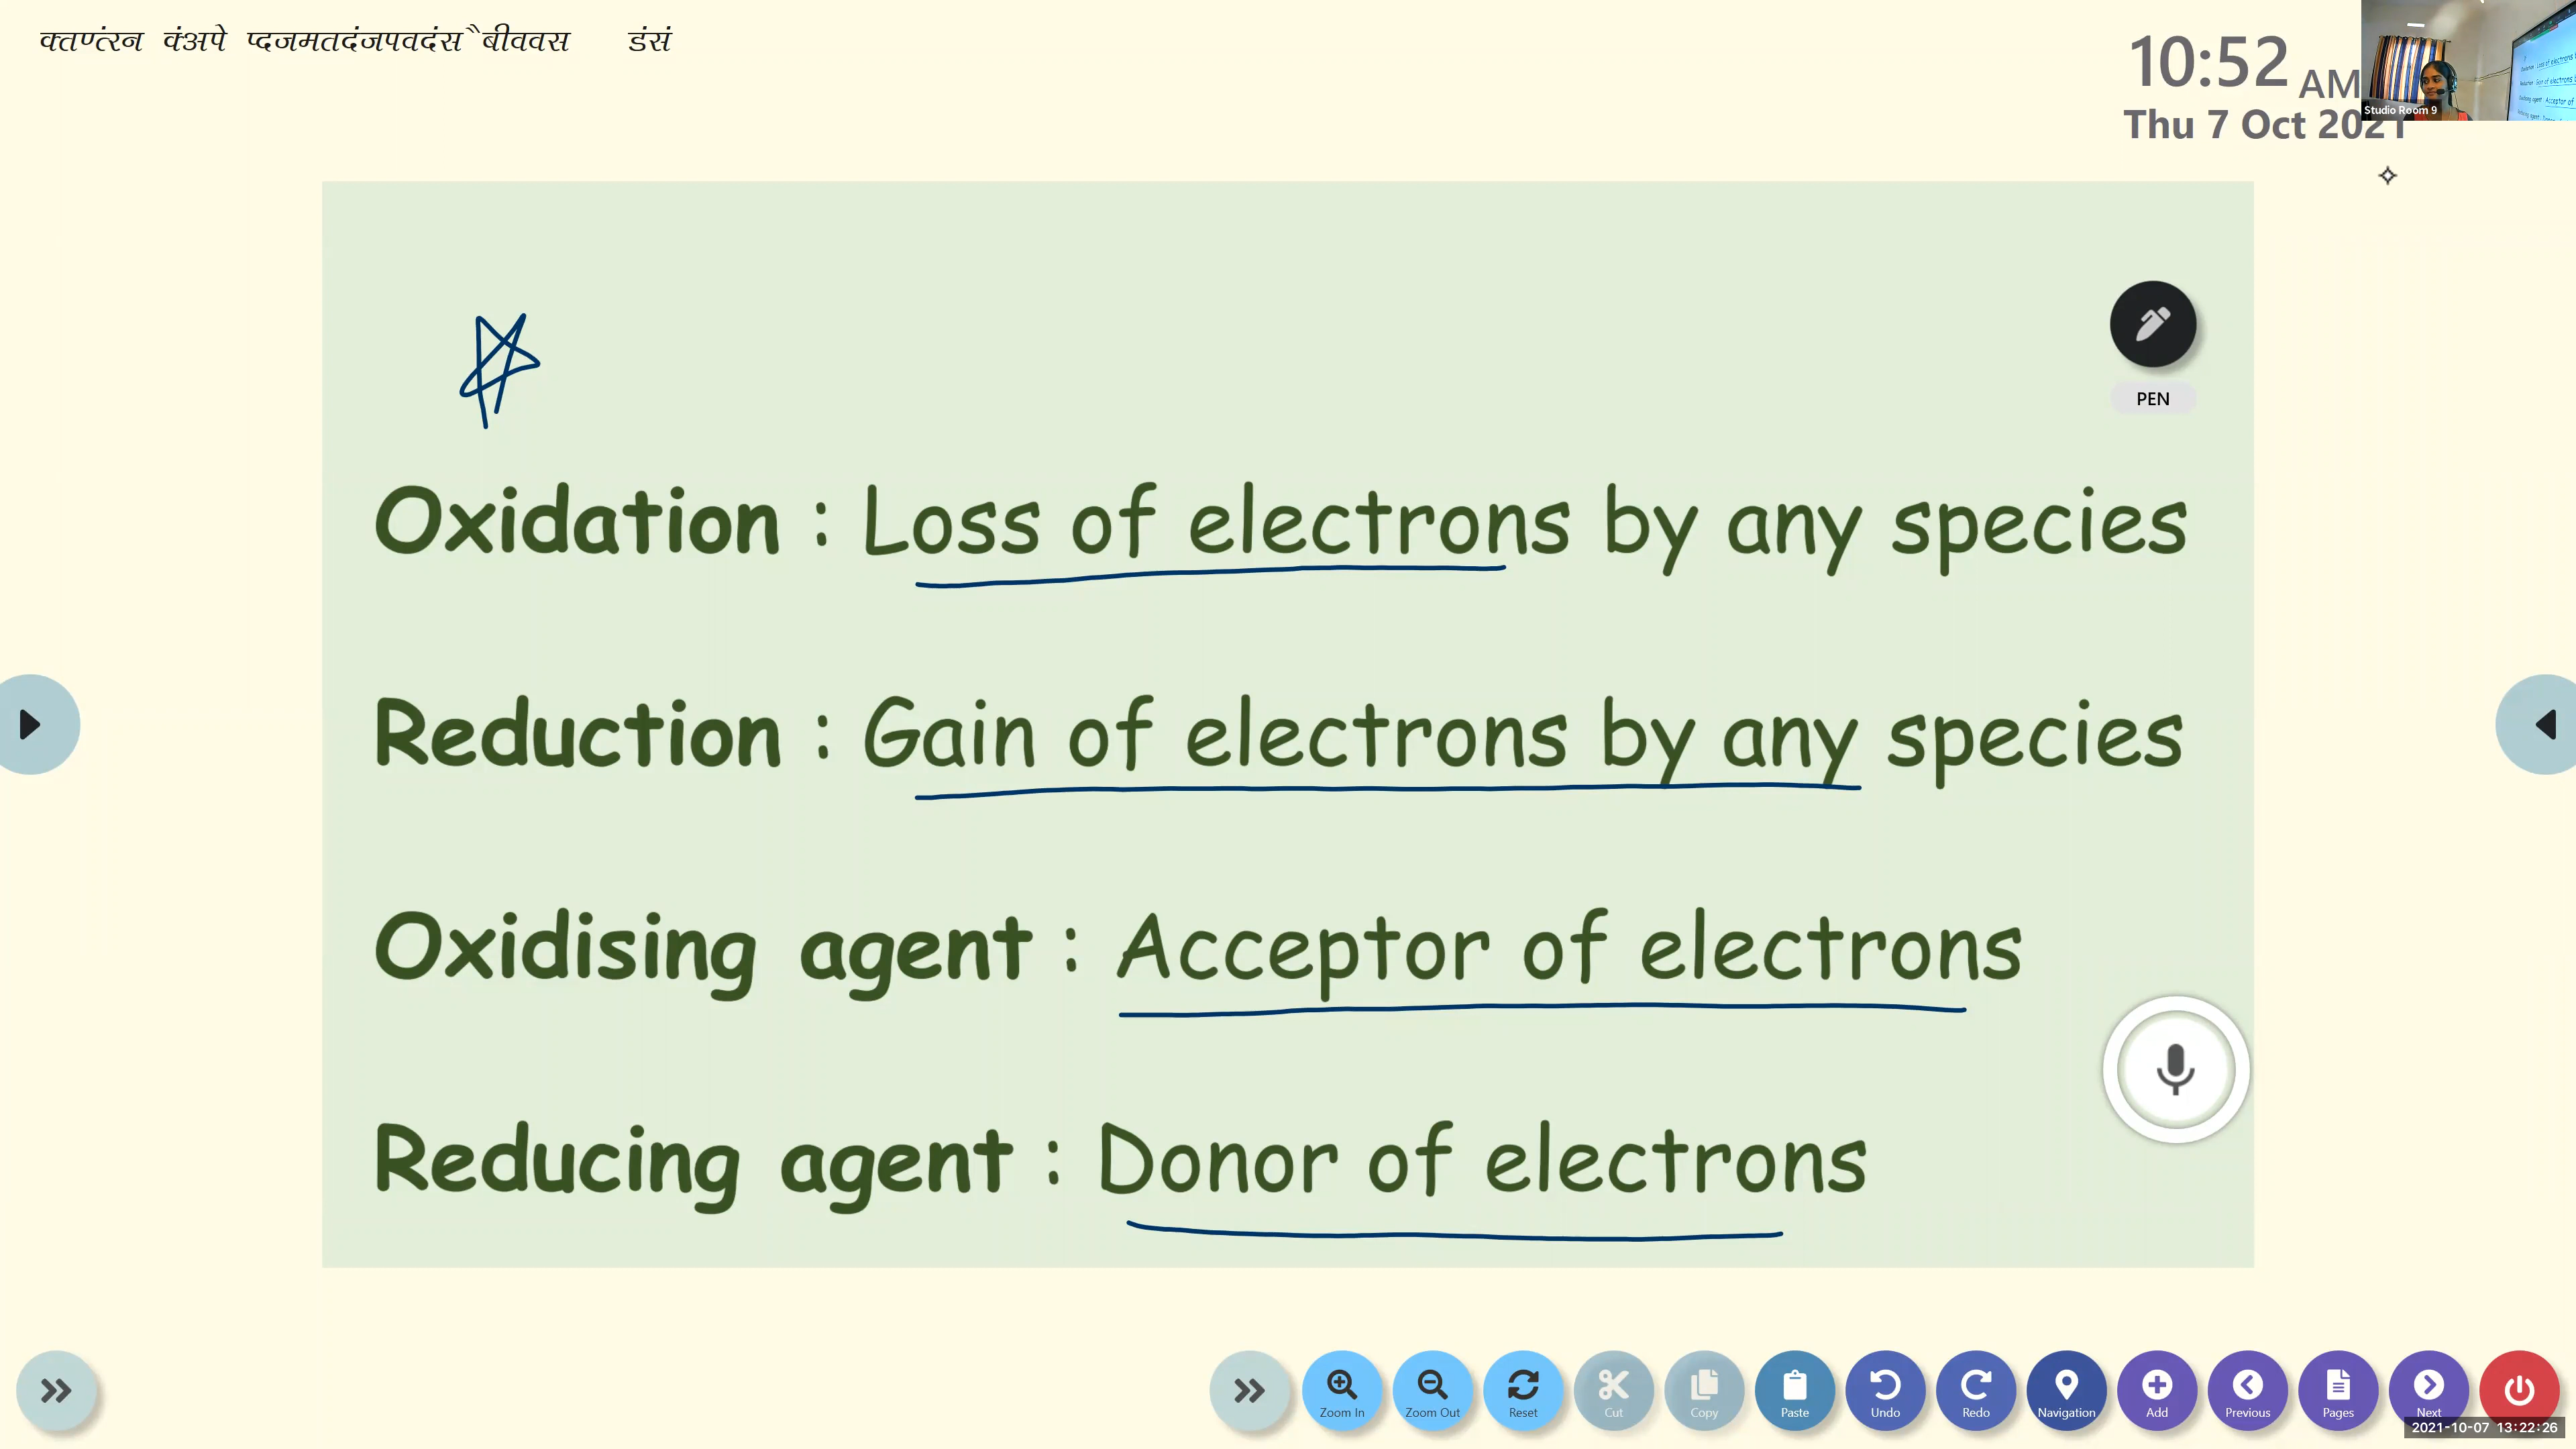 क्तण्त्ंरन क्ंअपे प्दजमतदंजपवदंस ैबीववस डंसं
10:52 AM
Thu 7 Oct 2021
Studio Room 9
PEN
Oxidation : Loss of electrons by any species
Reduction : Gain of electrons by any species
Oxidising agent : Acceptor of electrons
Reducing agent : Donor of electrons
Zoom In Zoom Out Reset Cut Copy Paste Undo Redo Navigation Add Previous Pages Next
2021-10-07 13:22:26